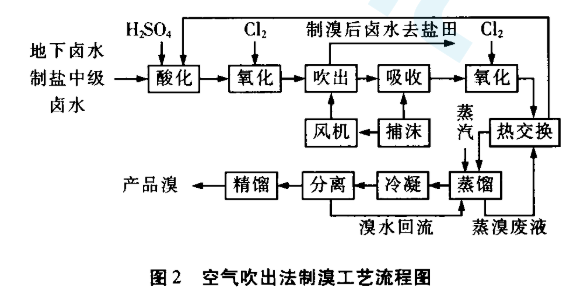 H₂SO₄
Cl₂
制溴后卤水去盐田
Cl₂
地下卤水
制盐中级
卤水
酸化
氧化
吹出
吸收
氧化
风机
捕沫
蒸汽
热交换
产品溴
精馏
分离
冷凝
蒸馏
溴水回流
蒸溴废液
图2 空气吹出法制溴工艺流程图